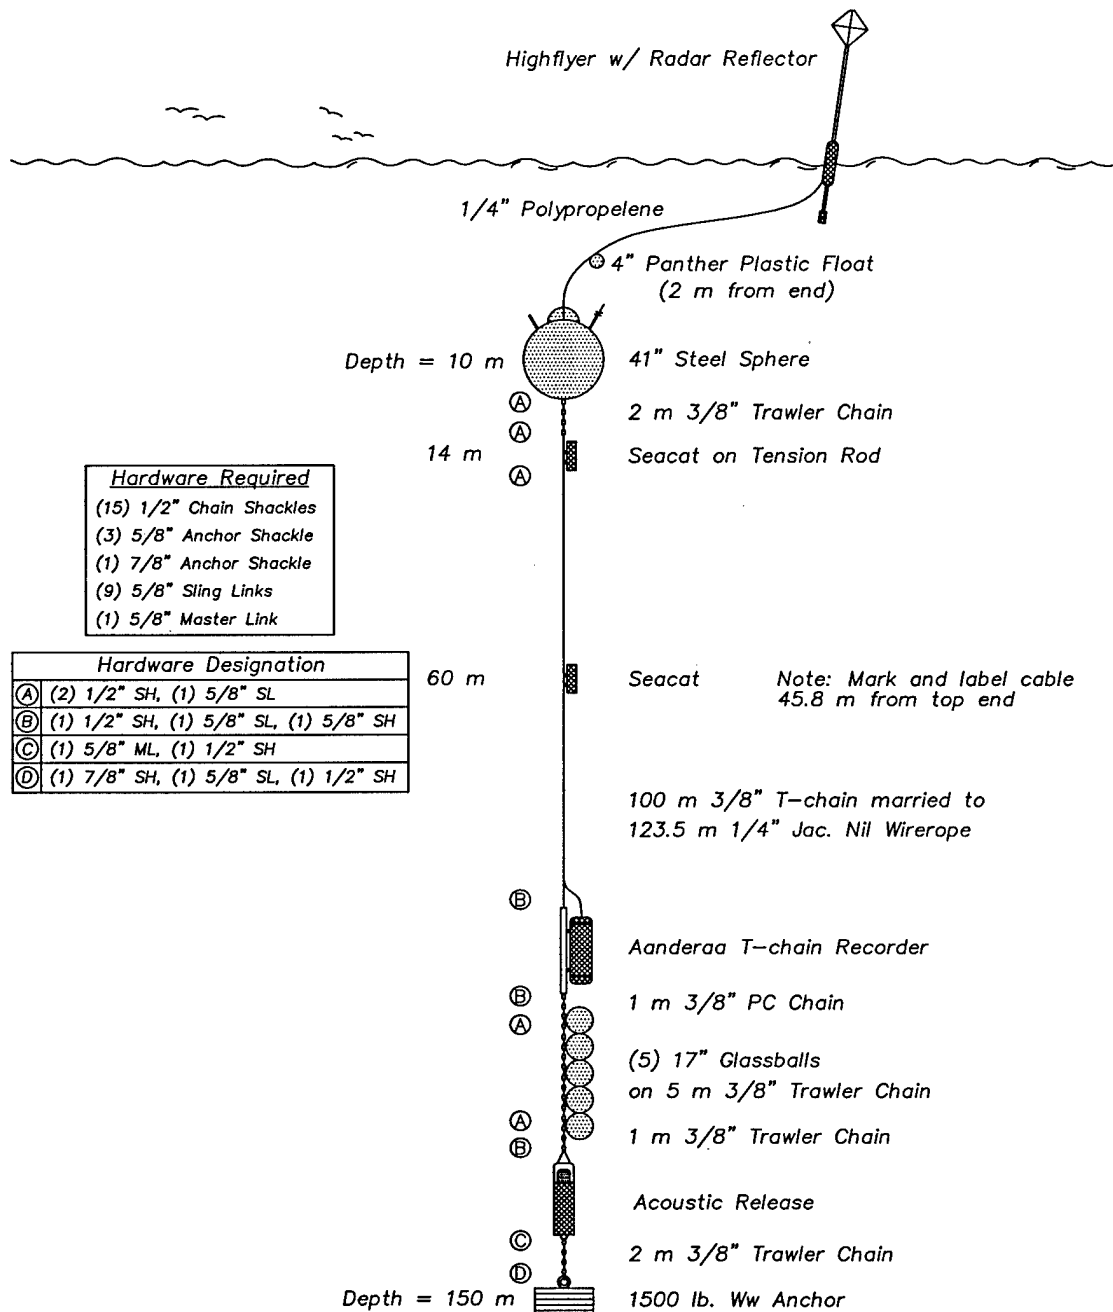 Highflyer w/ Radar Reflector
1/4" Polypropelene
4" Panther Plastic Float
(2 m from end)
Depth = 10 m
41" Steel Sphere
A
2 m 3/8" Trawler Chain
A
14 m
Seacat on Tension Rod
A
Hardware Required
(15) 1/2" Chain Shackles
(3) 5/8" Anchor Shackle
(1) 7/8" Anchor Shackle
(9) 5/8" Sling Links
(1) 5/8" Master Link
Hardware Designation
A (2) 1/2" SH, (1) 5/8" SL
B (1) 1/2" SH, (1) 5/8" SL, (1) 5/8" SH
C (1) 5/8" ML, (1) 1/2" SH
D (1) 7/8" SH, (1) 5/8" SL, (1) 1/2" SH
60 m
Seacat
Note: Mark and label cable
45.8 m from top end
100 m 3/8" T-chain married to
123.5 m 1/4" Jac. Nil Wirerope
B
Aanderaa T-chain Recorder
B
1 m 3/8" PC Chain
A
(5) 17" Glassballs
on 5 m 3/8" Trawler Chain
A
1 m 3/8" Trawler Chain
B
Acoustic Release
C
2 m 3/8" Trawler Chain
D
Depth = 150 m
1500 lb. Ww Anchor